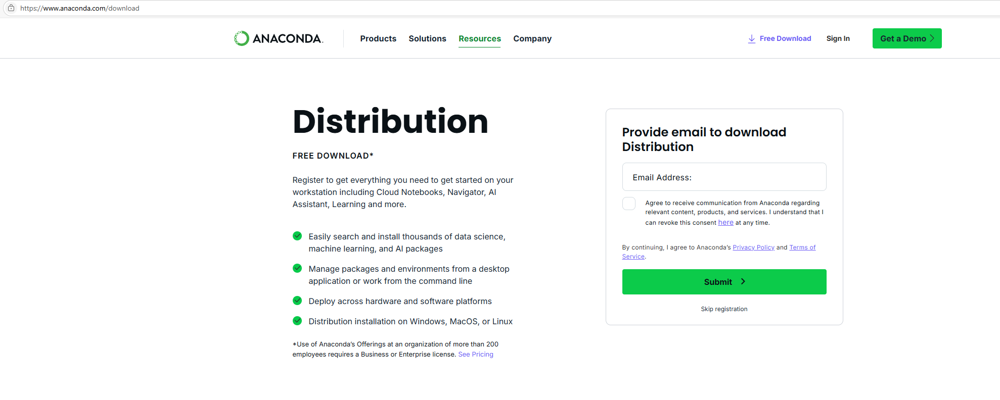 https://www.anaconda.com/download
ANACONDA.
Products
Solutions
Resources
Company
Free Download
Sign In
Get a Demo
Distribution
FREE DOWNLOAD*
Register to get everything you need to get started on your
workstation including Cloud Notebooks, Navigator, AI
Assistant, Learning and more.
Easily search and install thousands of data science,
machine learning, and AI packages
Manage packages and environments from a desktop
application or work from the command line
Deploy across hardware and software platforms
Distribution installation on Windows, MacOS, or Linux
*Use of Anaconda’s Offerings at an organization of more than 200
employees requires a Business or Enterprise license. See Pricing
Provide email to download
Distribution
Email Address:
Agree to receive communication from Anaconda regarding
relevant content, products, and services. I understand that I
can revoke this consent here at any time.
By continuing, I agree to Anaconda’s Privacy Policy and Terms of
Service.
Submit
Skip registration